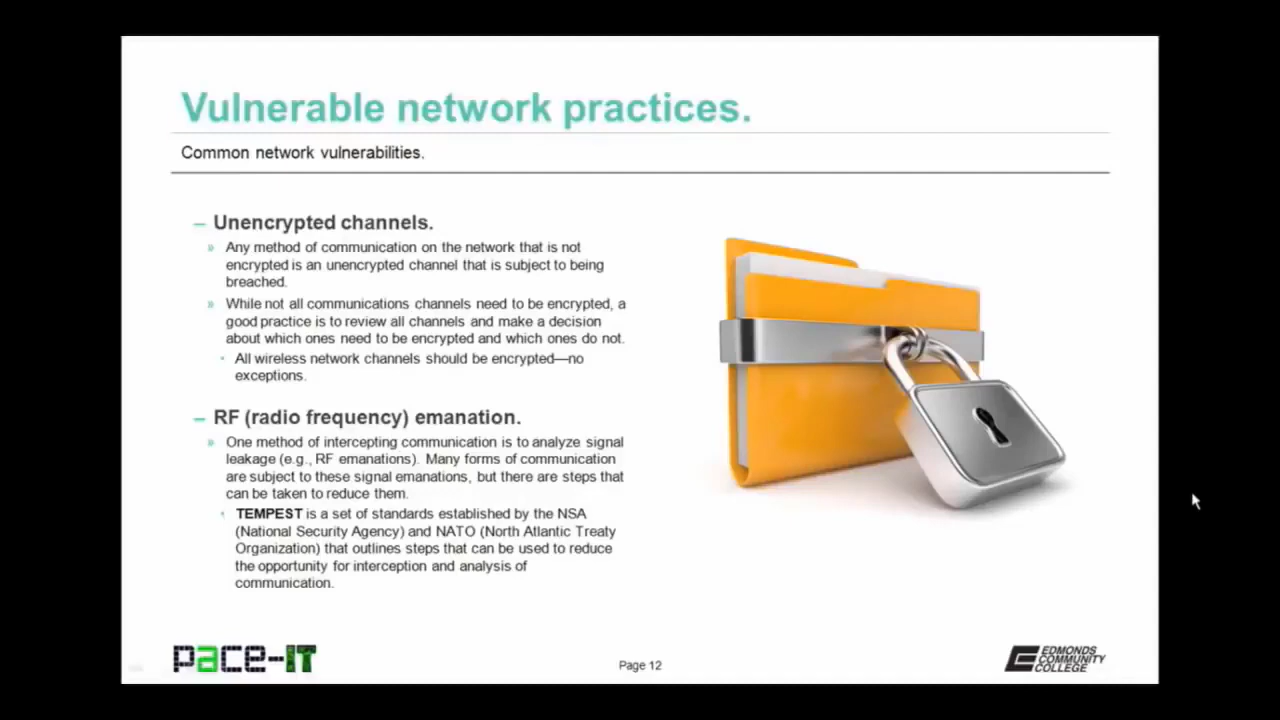 Vulnerable network practices.
Common network vulnerabilities.
– Unencrypted channels.
» Any method of communication on the network that is not
encrypted is an unencrypted channel that is subject to being
breached.
» While not all communications channels need to be encrypted, a
good practice is to review all channels and make a decision
about which ones need to be encrypted and which ones do not.
• All wireless network channels should be encrypted—no
exceptions.
– RF (radio frequency) emanation.
» One method of intercepting communication is to analyze signal
leakage (e.g., RF emanations). Many forms of communication
are subject to these signal emanations, but there are steps that
can be taken to reduce them.
• TEMPEST is a set of standards established by the NSA
(National Security Agency) and NATO (North Atlantic Treaty
Organization) that outlines steps that can be used to reduce
the opportunity for interception and analysis of
communication.
pace-IT
Page 12
EDMONDS
COMMUNITY
COLLEGE